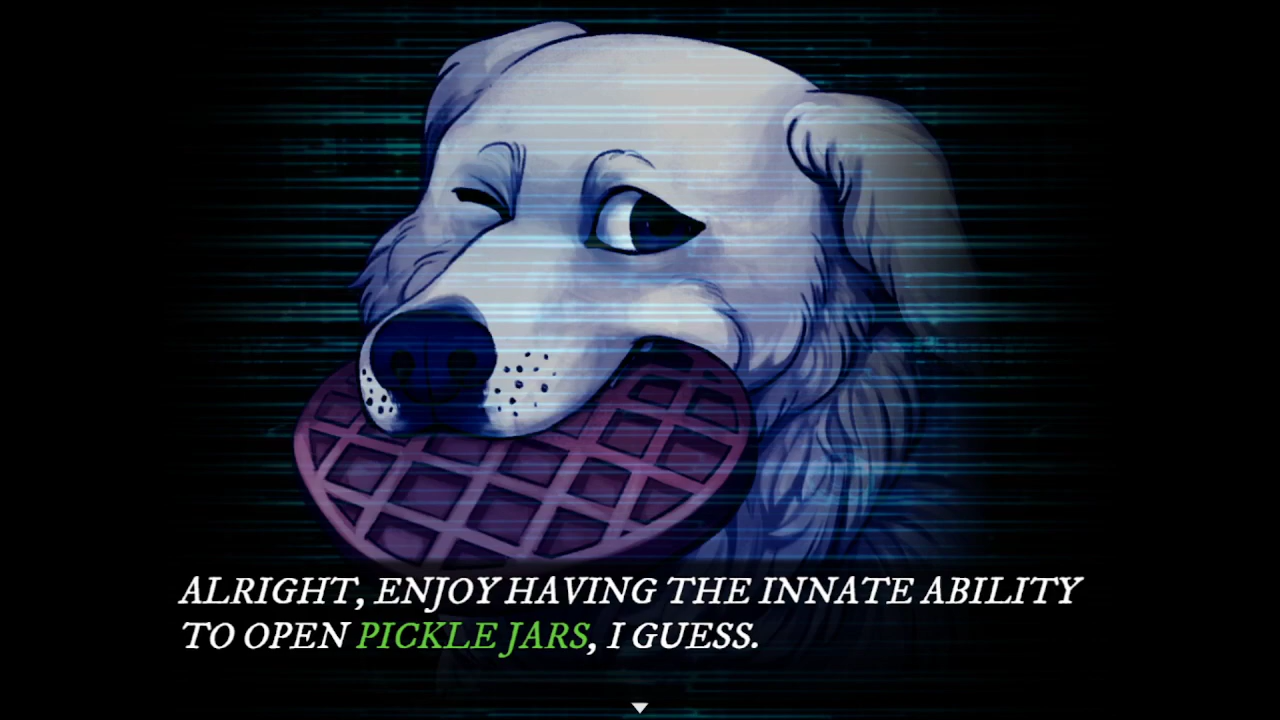 ALRIGHT, ENJOY HAVING THE INNATE ABILITY
TO OPEN PICKLE JARS, I GUESS.